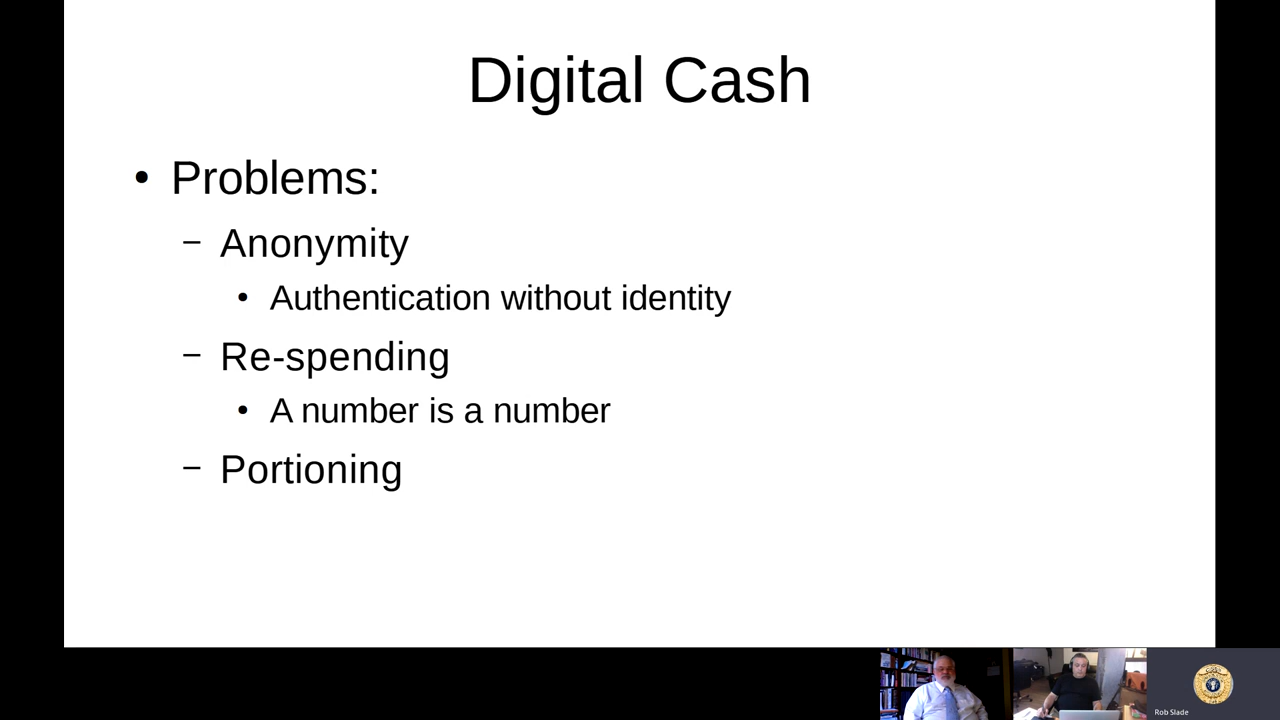 Digital Cash
• Problems:
– Anonymity
• Authentication without identity
– Re-spending
• A number is a number
– Portioning
Rob Slade